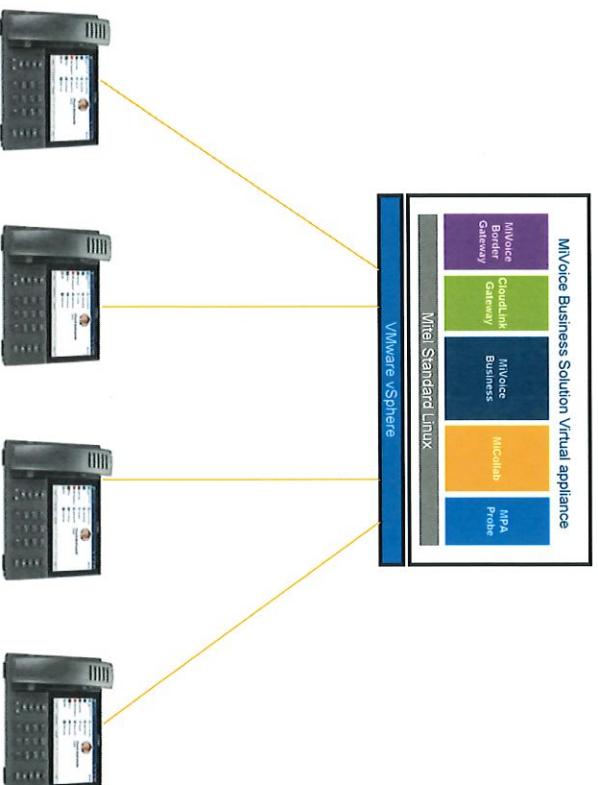 MiVoice Business Solution Virtual appliance
MiVoice
Border
Gateway
CloudLink
Gateway
MiVoice
Business
MiCollab
MPA
Probe
Mitel Standard Linux
VMware vSphere